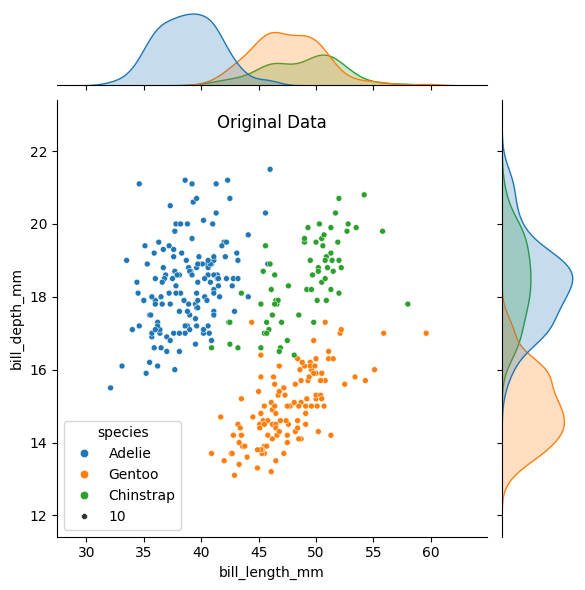 Original Data
22
20
18
16
14
12
bill_depth_mm
species
Adelie
Gentoo
Chinstrap
10
30 35 40 45 50 55 60
bill_length_mm